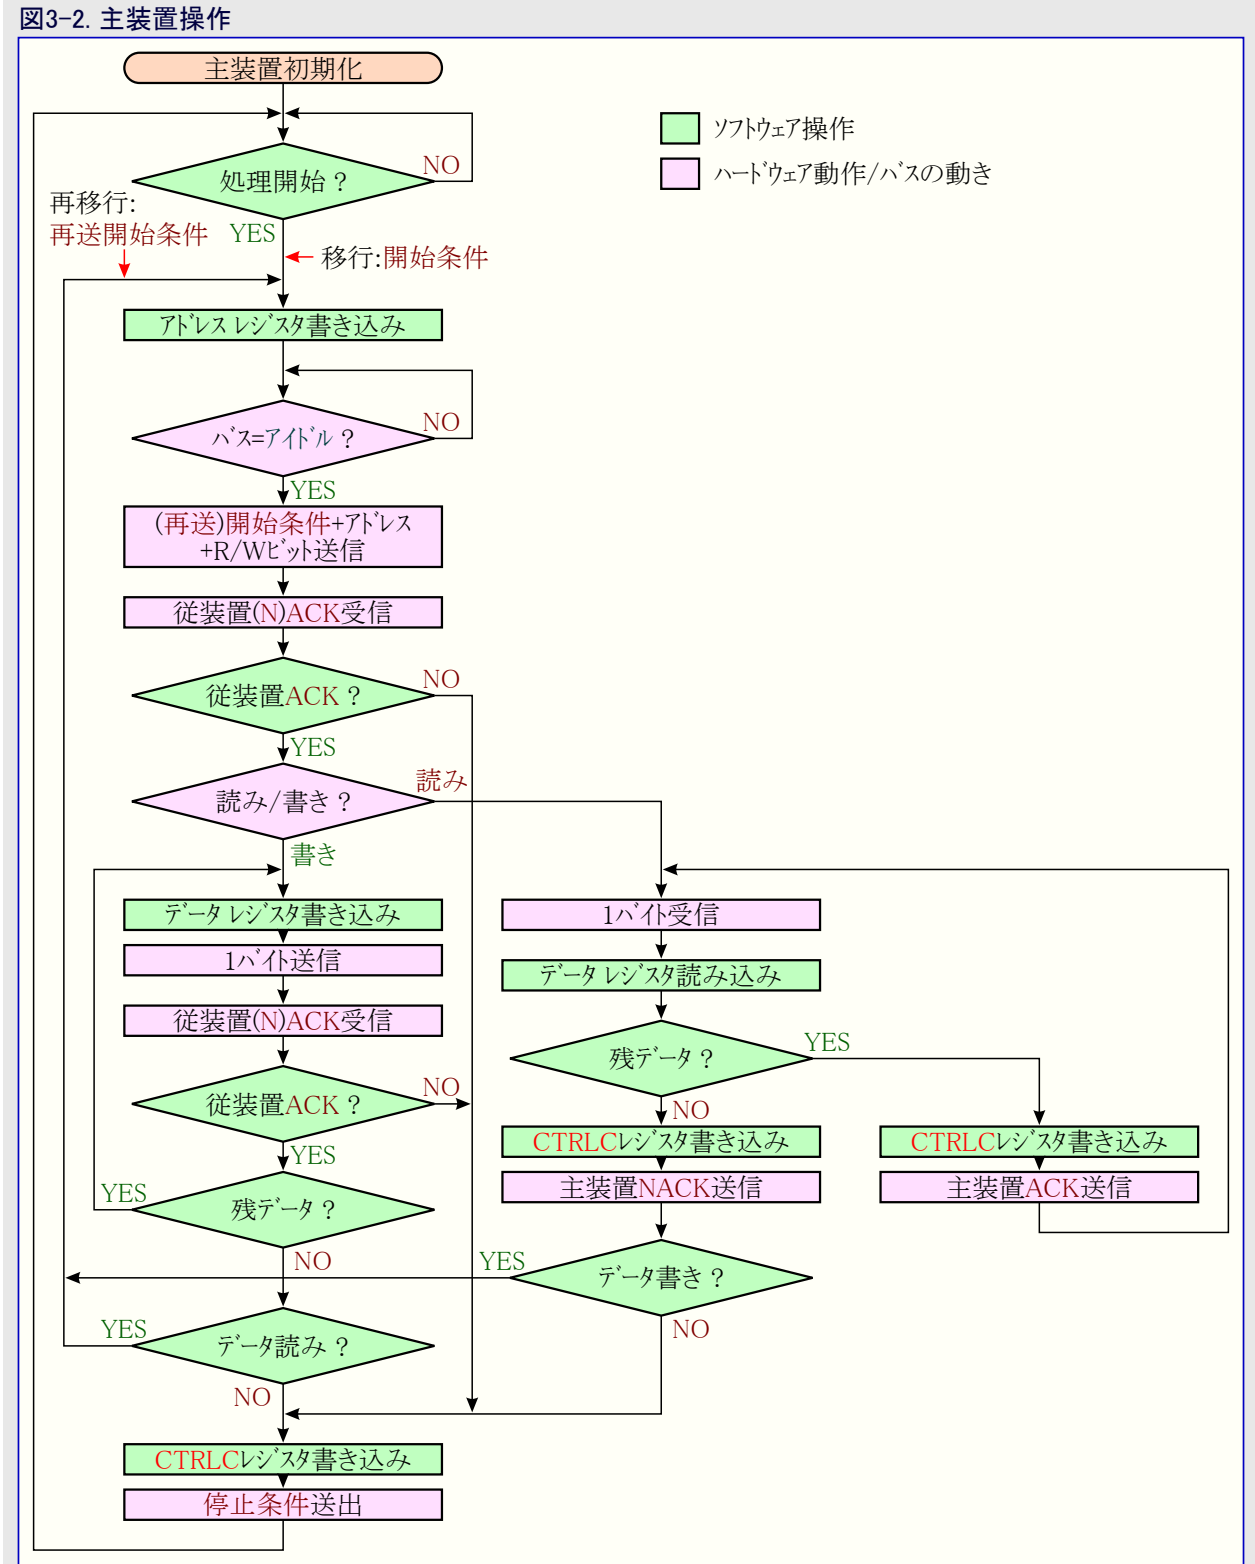 図3-2. 主装置操作
主装置初期化
ソフトウェア操作
ハードウェア動作/バスの動き
処理開始 ?
NO
再移行:
再送開始条件
YES
移行:開始条件
アドレス レジスタ書き込み
バス=アイドル ?
NO
YES
(再送)開始条件+アドレス
+R/Wビット送信
従装置(N)ACK受信
従装置ACK ?
NO
YES
読み/書き ?
読み
書き
データ レジスタ書き込み
1バイト送信
従装置(N)ACK受信
従装置ACK ?
NO
YES
残データ ?
YES
NO
データ読み ?
YES
NO
1バイト受信
データ レジスタ読み込み
残データ ?
YES
NO
CTRLCレジスタ書き込み
主装置NACK送信
CTRLCレジスタ書き込み
主装置ACK送信
データ書き ?
YES
NO
CTRLCレジスタ書き込み
停止条件送出